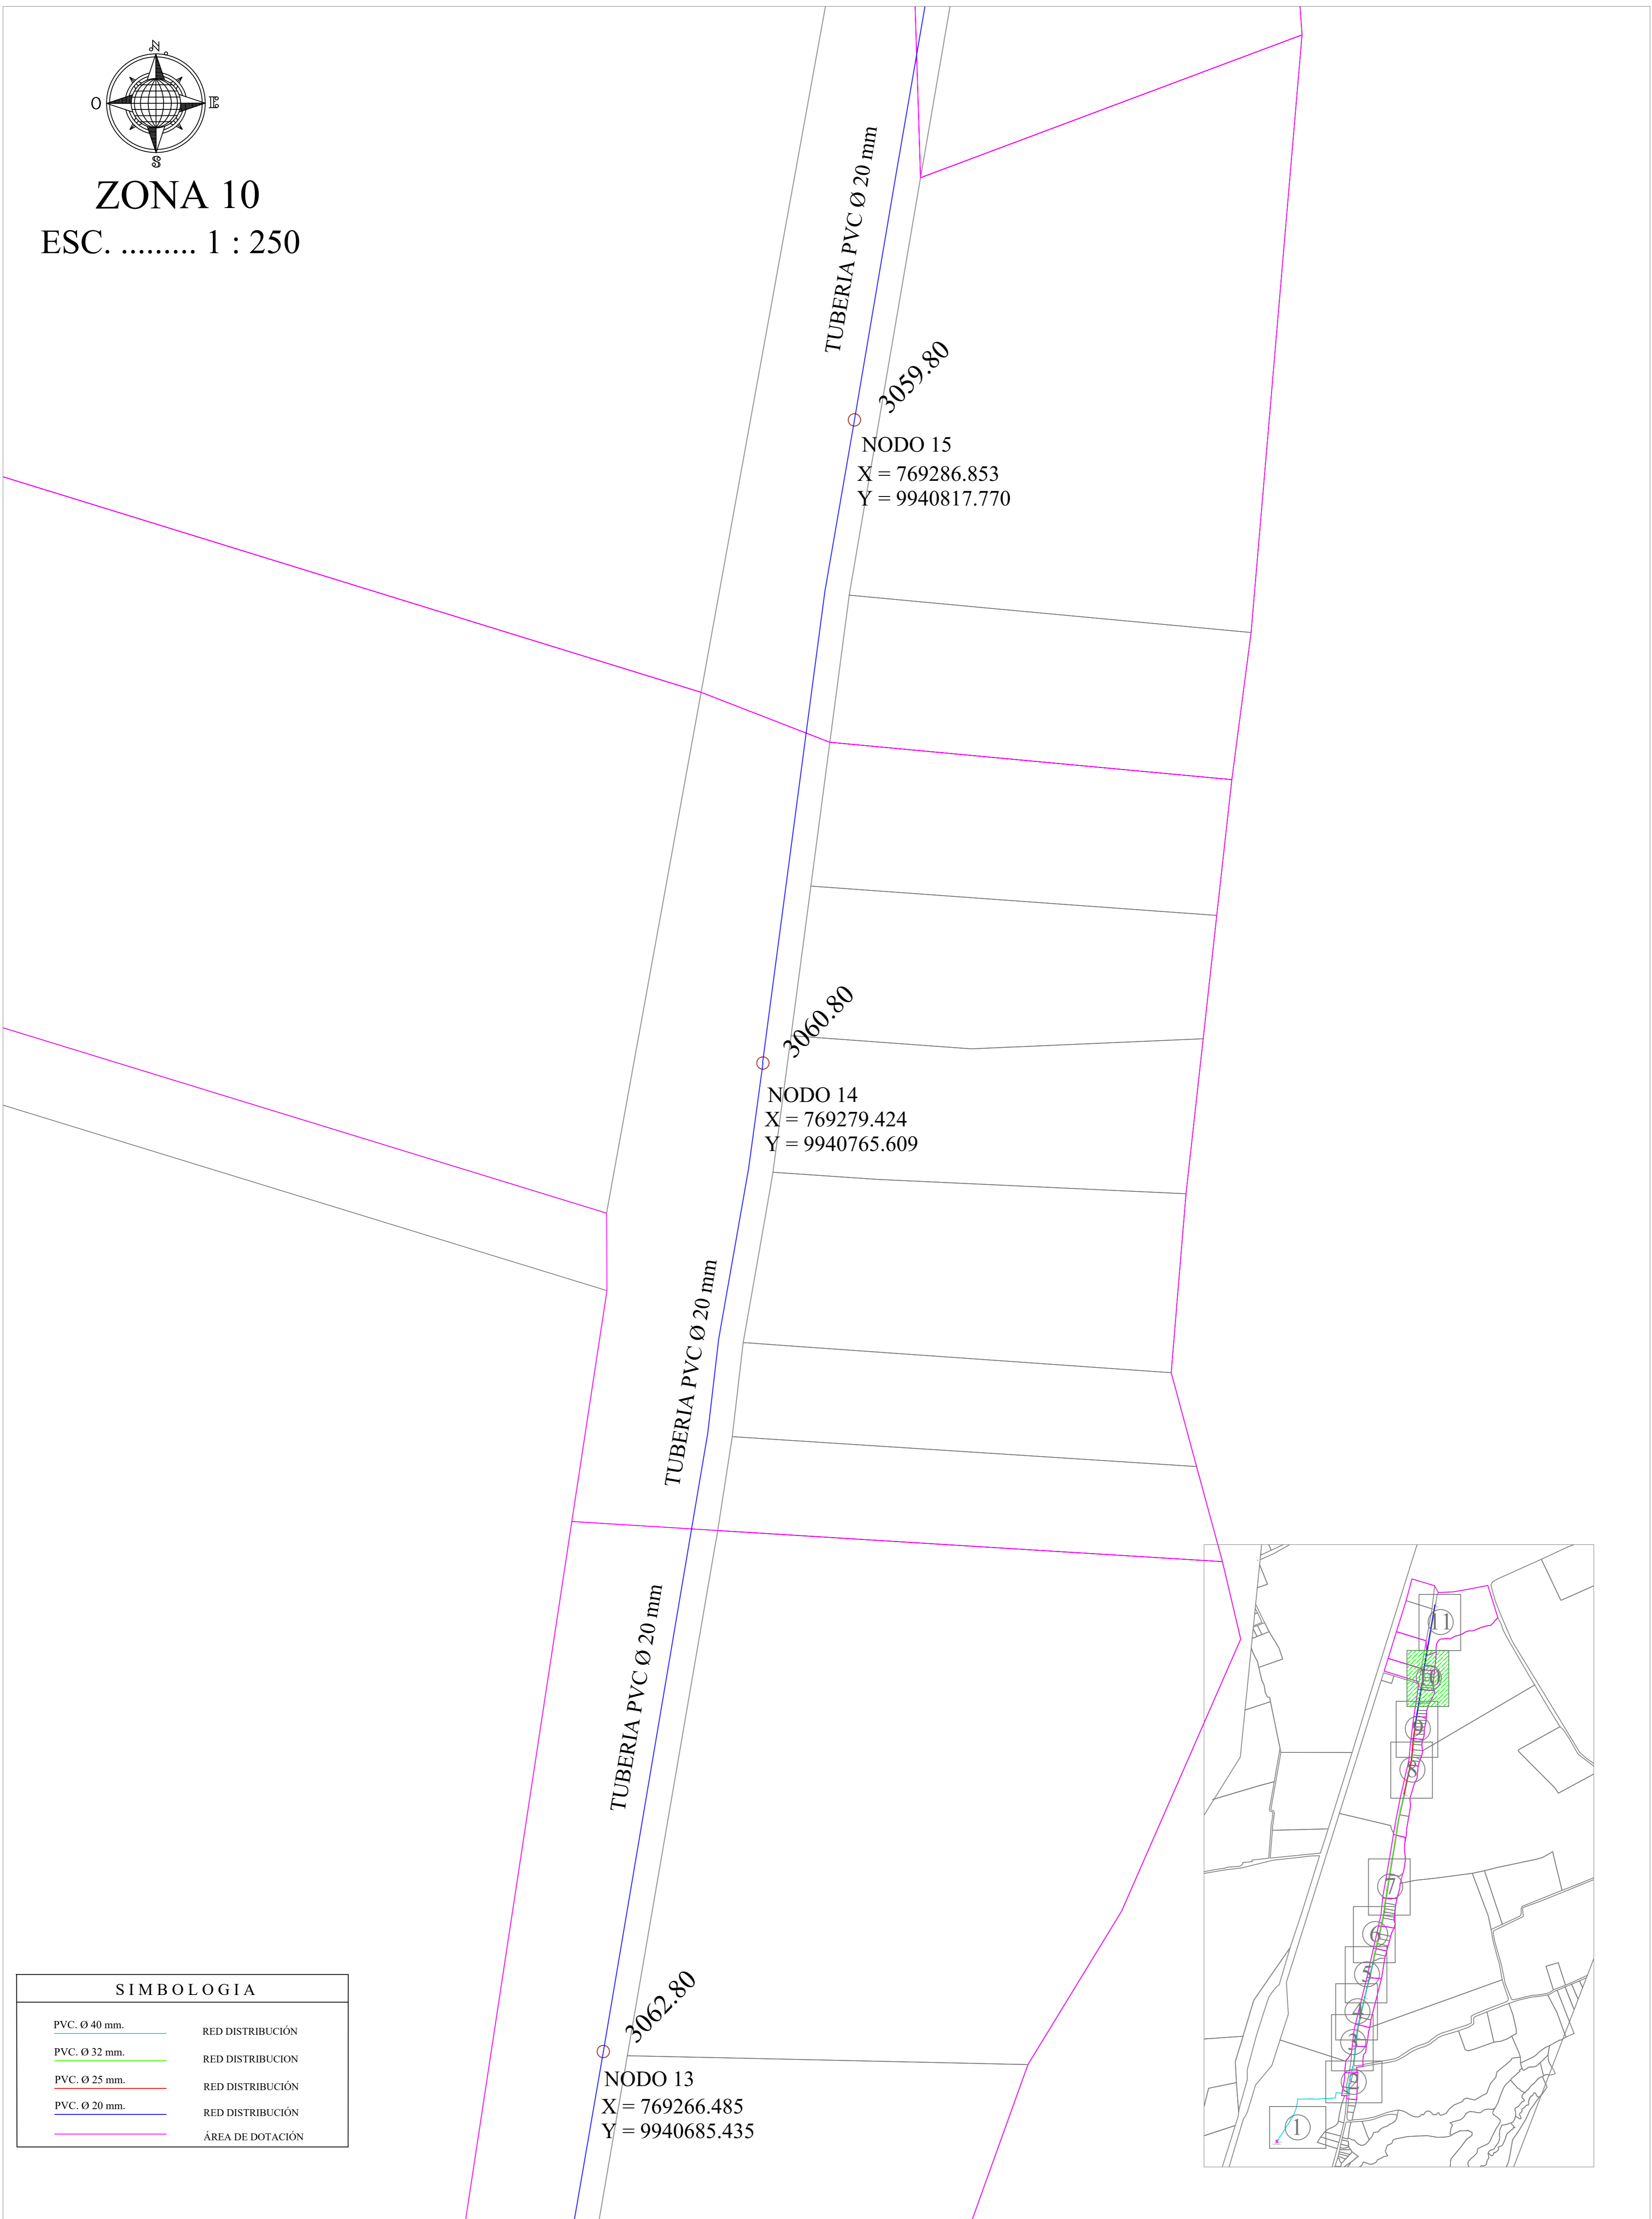 N
O
E
S
ZONA 10
ESC. ......... 1 : 250
TUBERIA PVC Ø 20 mm
3059.80
NODO 15
X = 769286.853
Y = 9940817.770
3060.80
NODO 14
X = 769279.424
Y = 9940765.609
TUBERIA PVC Ø 20 mm
TUBERIA PVC Ø 20 mm
3062.80
NODO 13
X = 769266.485
Y = 9940685.435
SIMBOLOGIA
PVC. Ø 40 mm. RED DISTRIBUCIÓN
PVC. Ø 32 mm. RED DISTRIBUCION
PVC. Ø 25 mm. RED DISTRIBUCIÓN
PVC. Ø 20 mm. RED DISTRIBUCIÓN
ÁREA DE DOTACIÓN
11
10
9
8
7
6
5
4
3
2
1